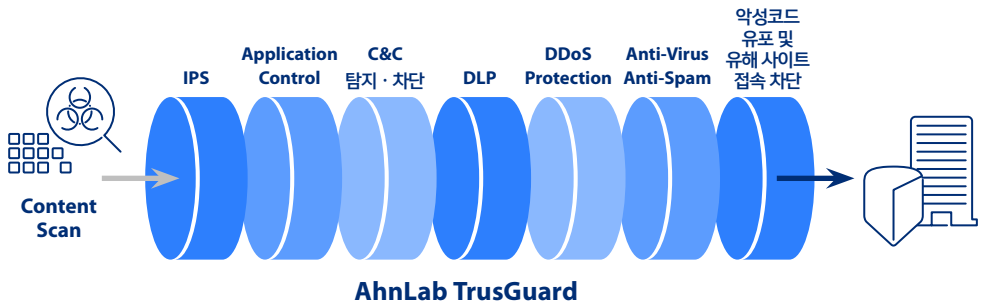 IPS
Application
Control
C&C
탐지 · 차단
DLP
DDoS
Protection
Anti-Virus
Anti-Spam
악성코드
유포 및
유해 사이트
접속 차단
Content
Scan
AhnLab TrusGuard